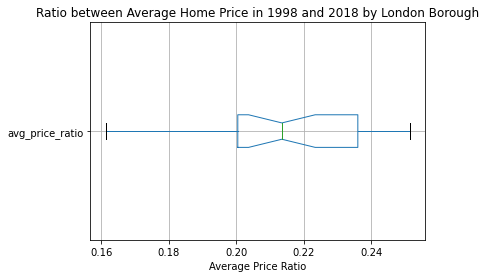 Ratio between Average Home Price in 1998 and 2018 by London Borough
avg_price_ratio
0.16 0.18 0.20 0.22 0.24
Average Price Ratio